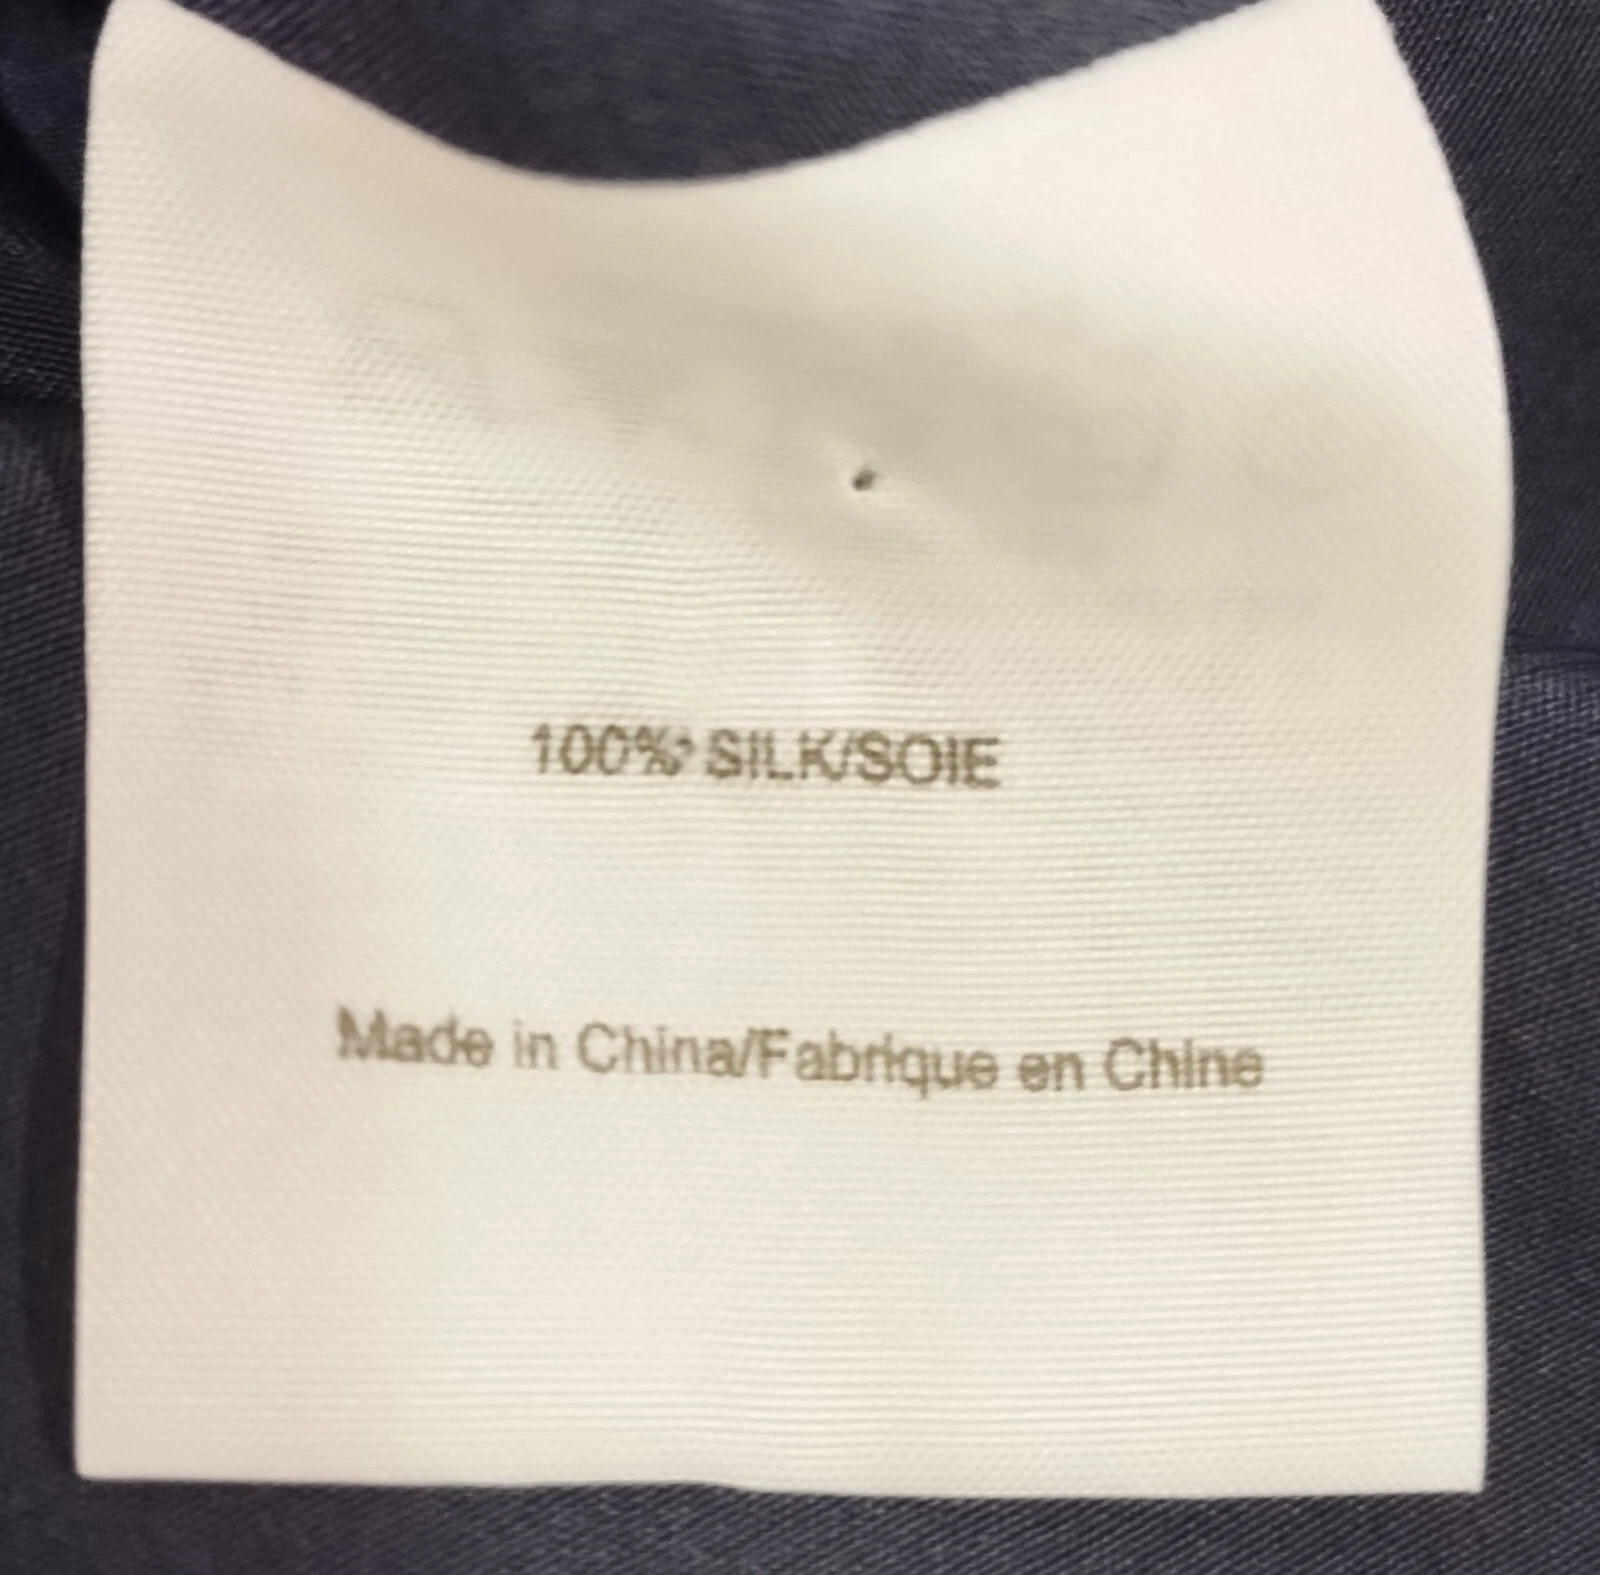 100% SILK/SOIE
Made in China/Fabrique en Chine